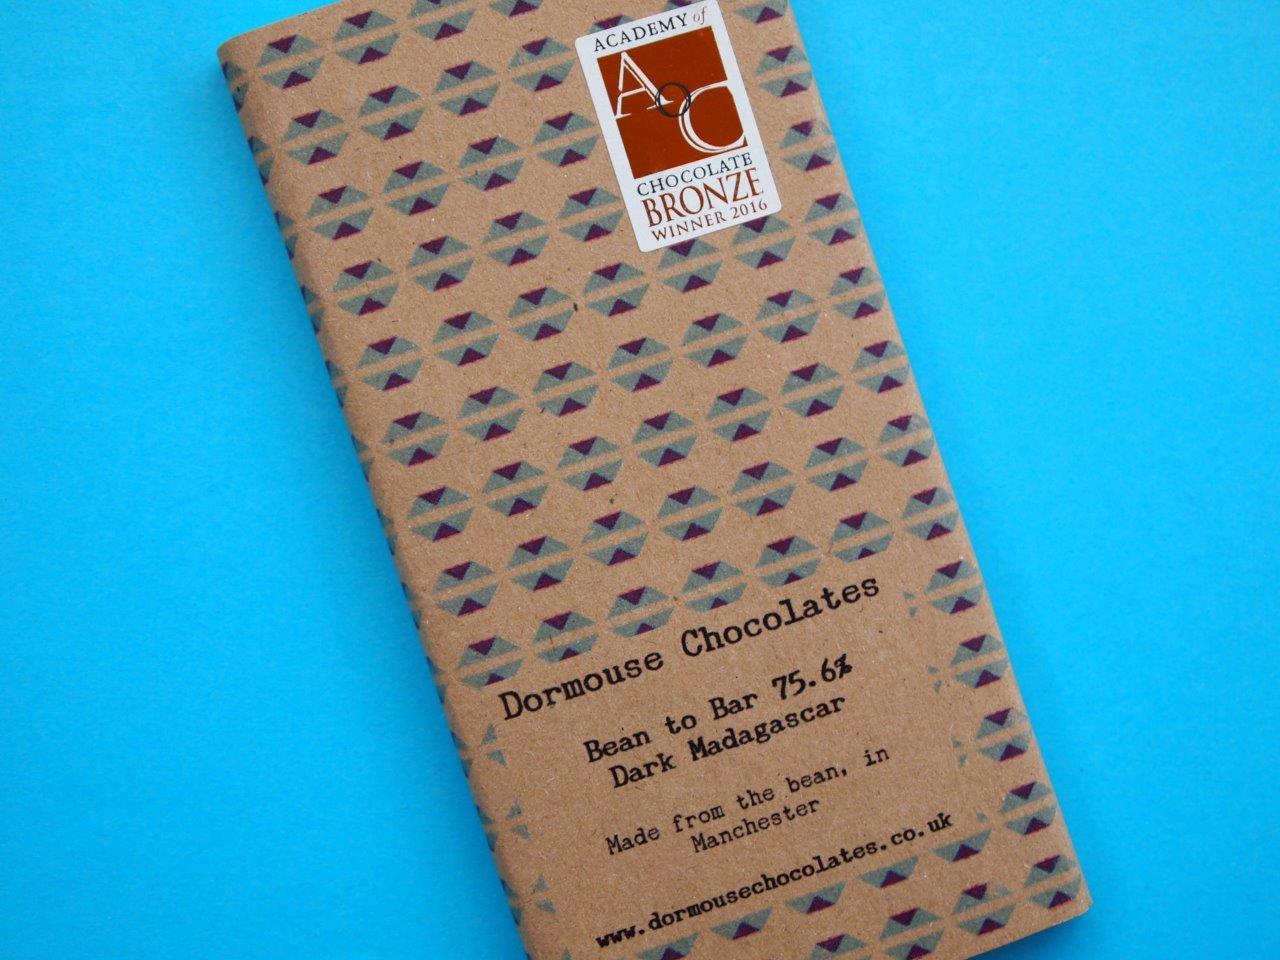 ACADEMY of
AOC
CHOCOLATE
BRONZE
WINNER 2016
Dormouse Chocolates
Bean to Bar 75.6%
Dark Madagascar
Made from the bean, in
Manchester
www.dormousechocolates.co.uk